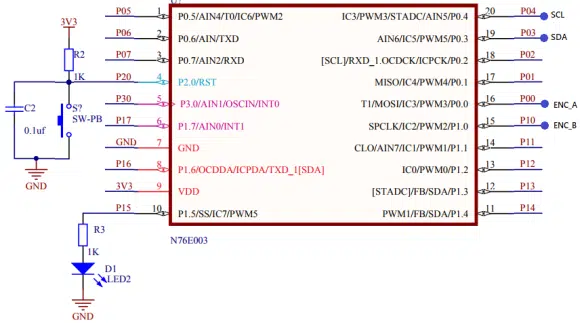 P05 1 P0.5/AIN4/T0/IC6/PWM2 IC3/PWM3/STADC/AIN5/P0.4 20 P04 SCL
3V3
P06 2 P0.6/AIN/TXD AIN6/IC5/PWM5/P0.3 19 P03 SDA
R2
P07 3 P0.7/AIN2/RXD [SCL]/RXD_1.OCDCK/ICPCK/P0.2 18 P02
1K
P20 4 P2.0/RST MISO/IC4/PWM4/P0.1 17 P01
C2
S?
P30 5 P3.0/AIN1/OSCIN/INT0 T1/MOSI/IC3/PWM3/P0.0 16 P00 ENC_A
SW-PB
0.1uf
P17 6 P1.7/AIN0/INT1 SPCLK/IC2/PWM2/P1.0 15 P10 ENC_B
GND 7 GND CLO/AIN7/IC1/PWM1/P1.1 14 P11
P16 8 P1.6/OCDDA/ICPDA/TXD_1[SDA] IC0/PWM0/P1.2 13 P12
GND
3V3 9 VDD [STADC]/FB/SDA/P1.3 12 P13
P15 10 P1.5/SS/IC7/PWM5 PWM1/FB/SDA/P1.4 11 P14
R3
N76E003
1K
D1
LED2
GND